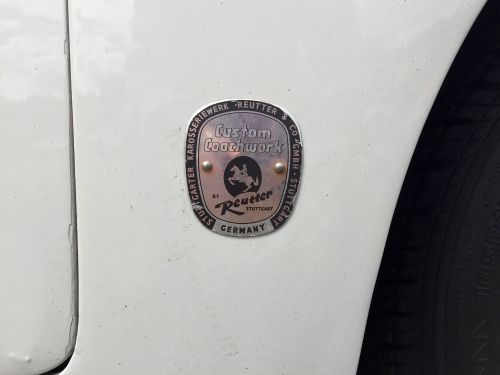 STUTTGARTER KAROSSERIEWERK REUTTER & CO. GMBH · STUTTGART
Custom
Coachwork
BY
Reutter
STUTTGART
GERMANY